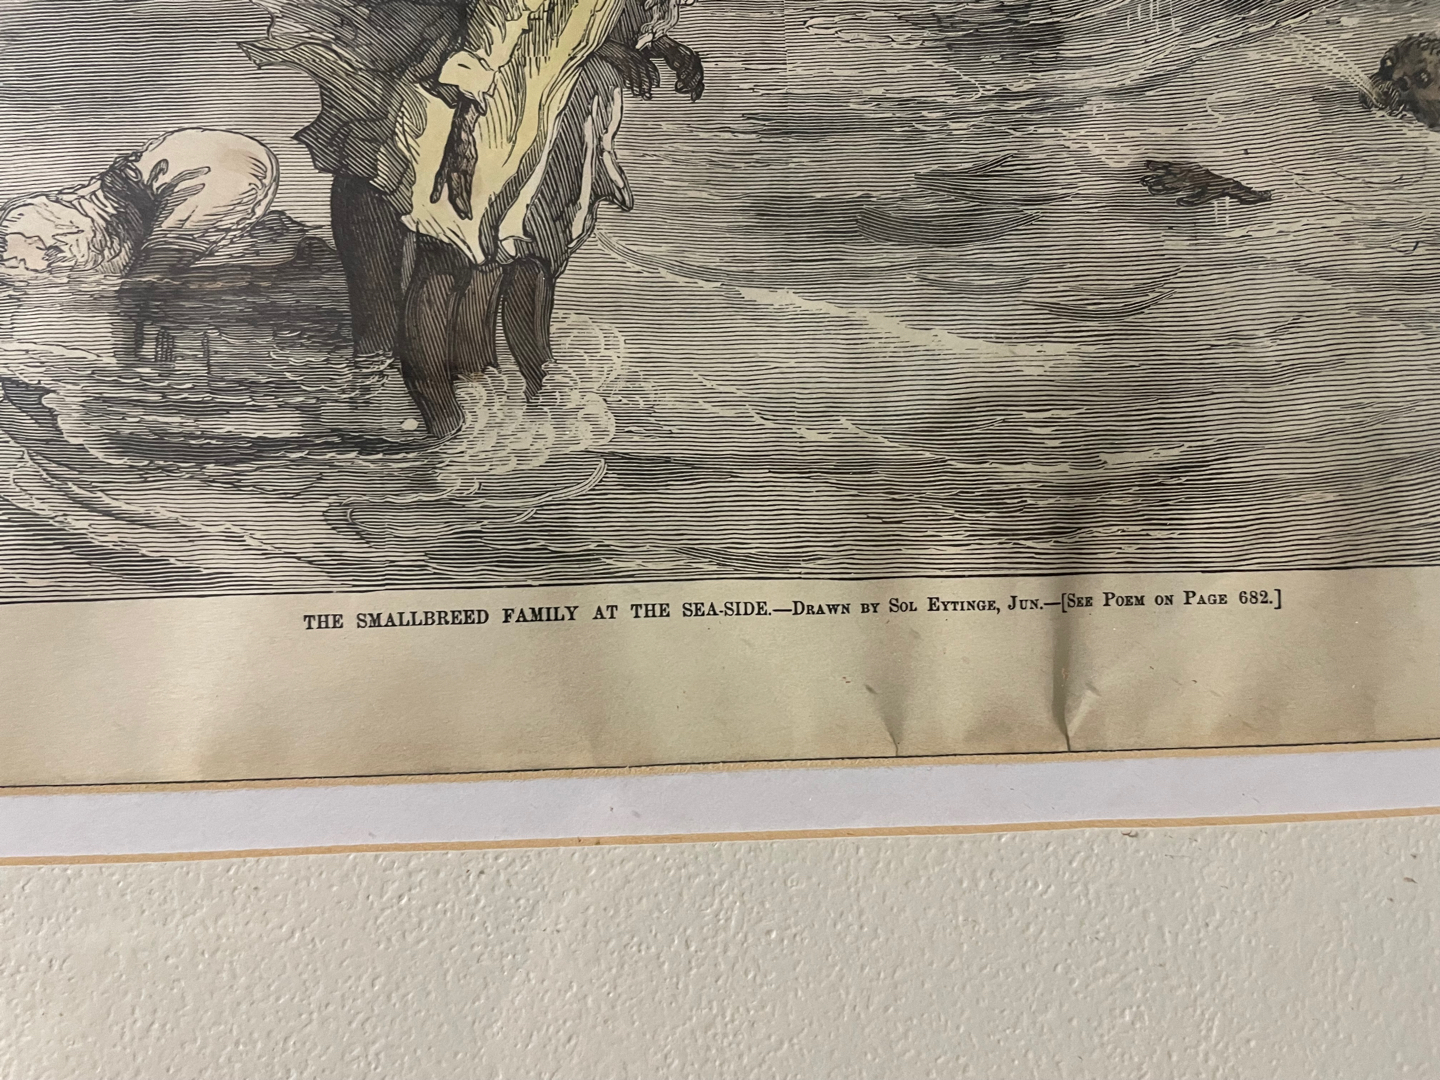 THE SMALLBREED FAMILY AT THE SEA-SIDE.—Drawn by Sol Eytinge, Jun.—[See Poem on Page 682.]